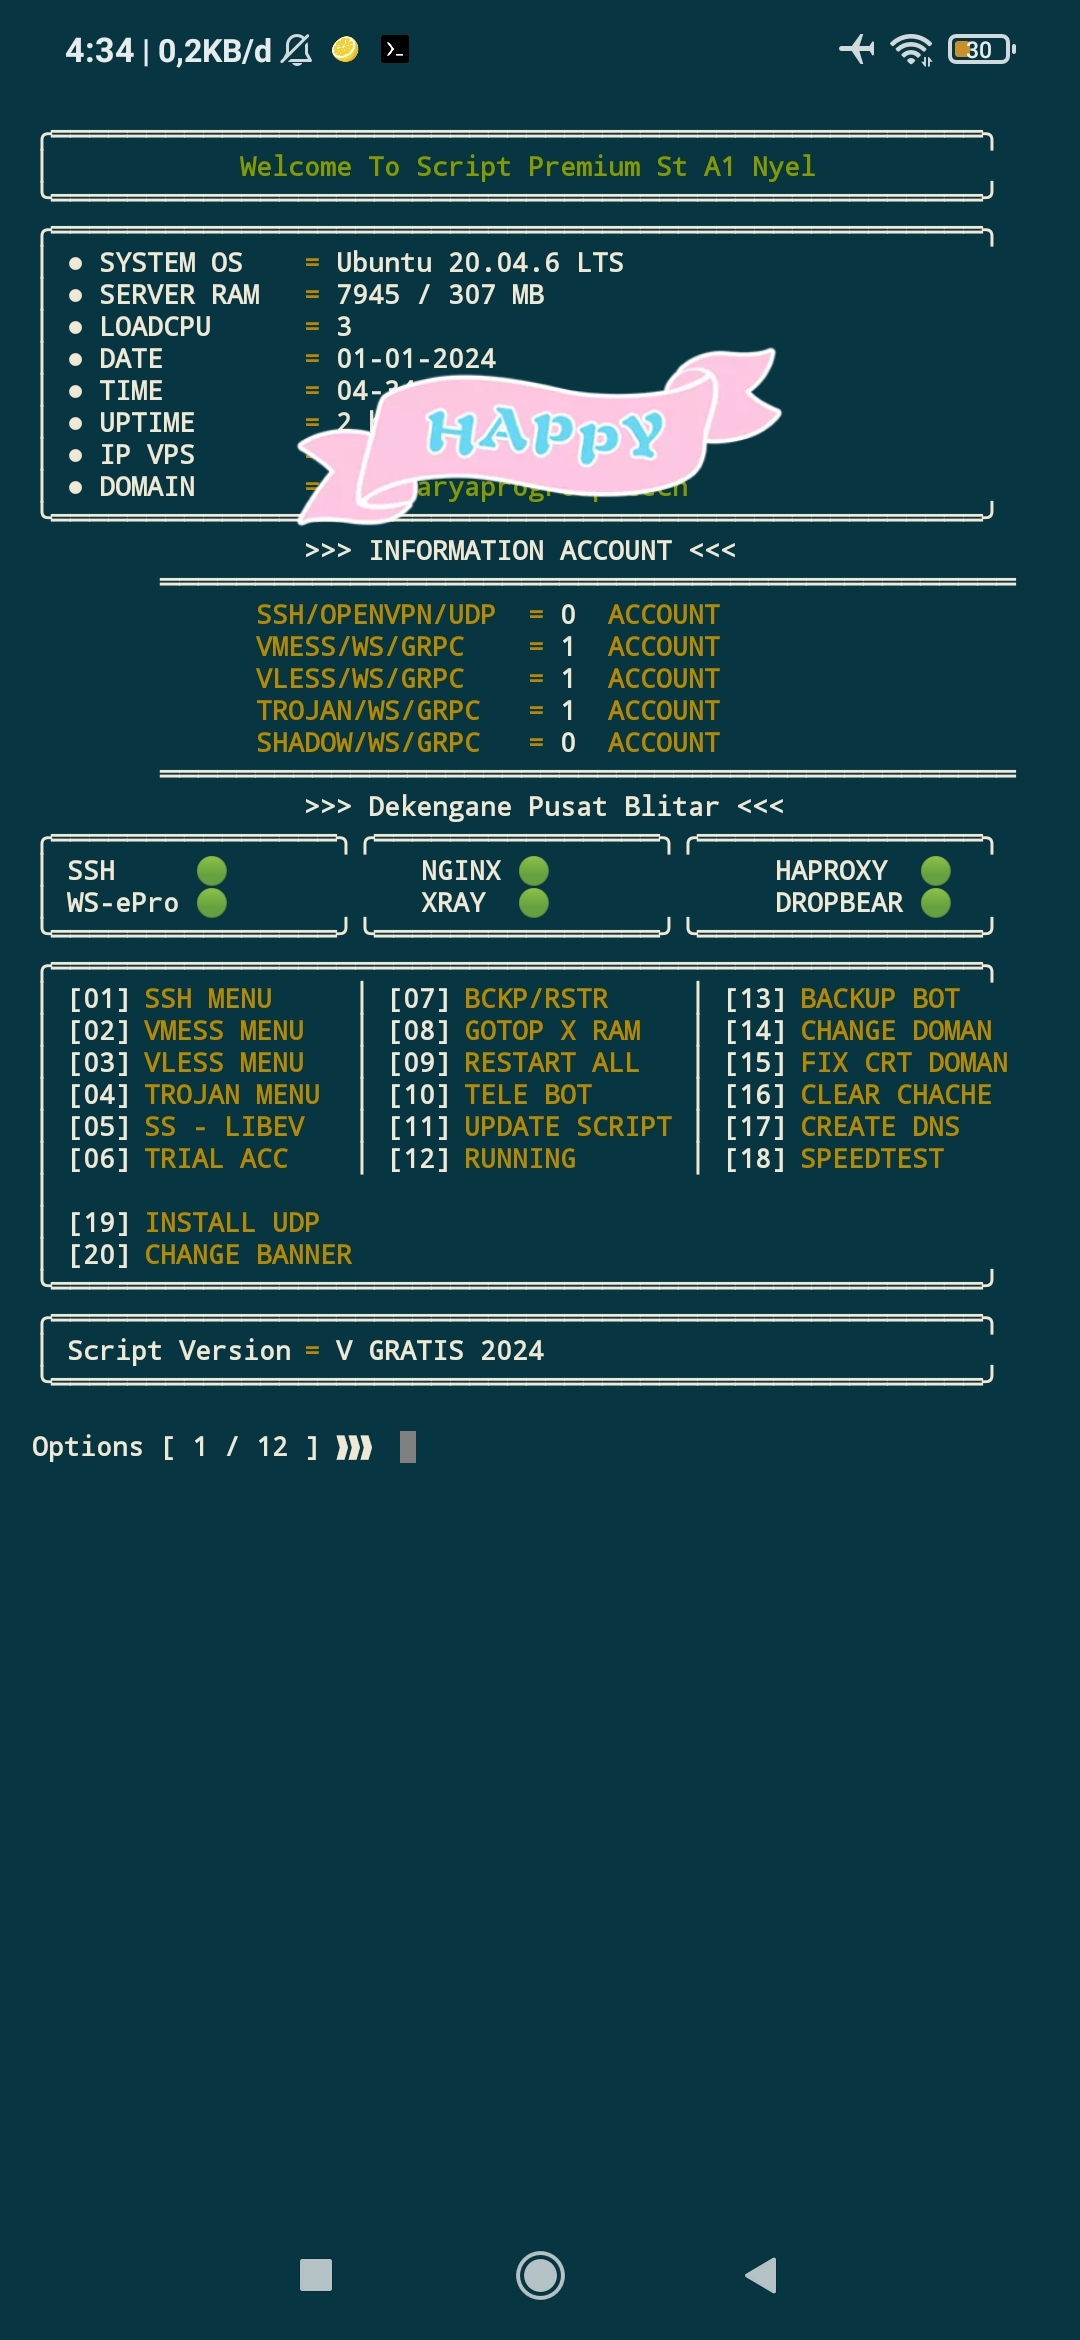 4:34 | 0,2KB/d
30
Welcome To Script Premium St A1 Nyel
● SYSTEM OS = Ubuntu 20.04.6 LTS
● SERVER RAM = 7945 / 307 MB
● LOADCPU = 3
● DATE = 01-01-2024
● TIME = 04-
● UPTIME = 2
HAppY
● IP VPS
● DOMAIN =
>>> INFORMATION ACCOUNT <<<
SSH/OPENVPN/UDP = 0 ACCOUNT
VMESS/WS/GRPC = 1 ACCOUNT
VLESS/WS/GRPC = 1 ACCOUNT
TROJAN/WS/GRPC = 1 ACCOUNT
SHADOW/WS/GRPC = 0 ACCOUNT
>>> Dekengane Pusat Blitar <<<
SSH NGINX HAPROXY
WS-ePro XRAY DROPBEAR
[01] SSH MENU [07] BCKP/RSTR [13] BACKUP BOT
[02] VMESS MENU [08] GOTOP X RAM [14] CHANGE DOMAN
[03] VLESS MENU [09] RESTART ALL [15] FIX CRT DOMAN
[04] TROJAN MENU [10] TELE BOT [16] CLEAR CHACHE
[05] SS - LIBEV [11] UPDATE SCRIPT [17] CREATE DNS
[06] TRIAL ACC [12] RUNNING [18] SPEEDTEST
[19] INSTALL UDP
[20] CHANGE BANNER
Script Version = V GRATIS 2024
Options [ 1 / 12 ] ❱❱❱